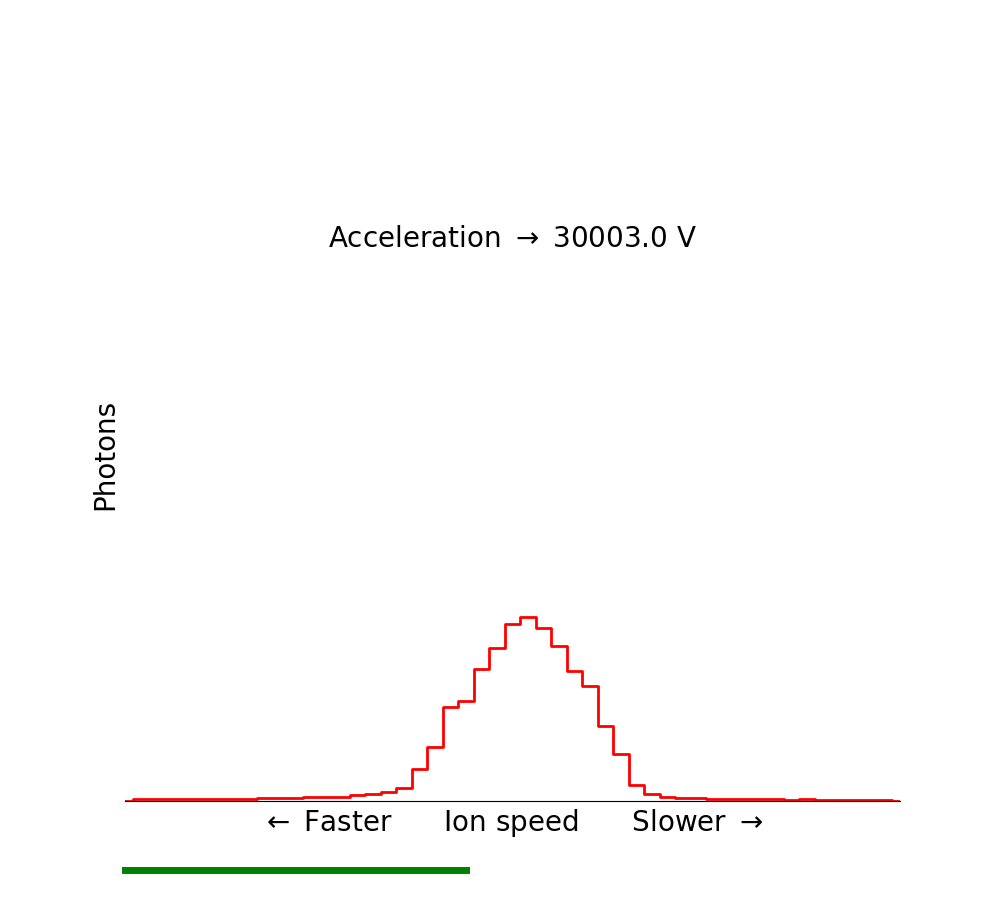 Acceleration → 30003.0 V
Photons
← Faster Ion speed Slower →